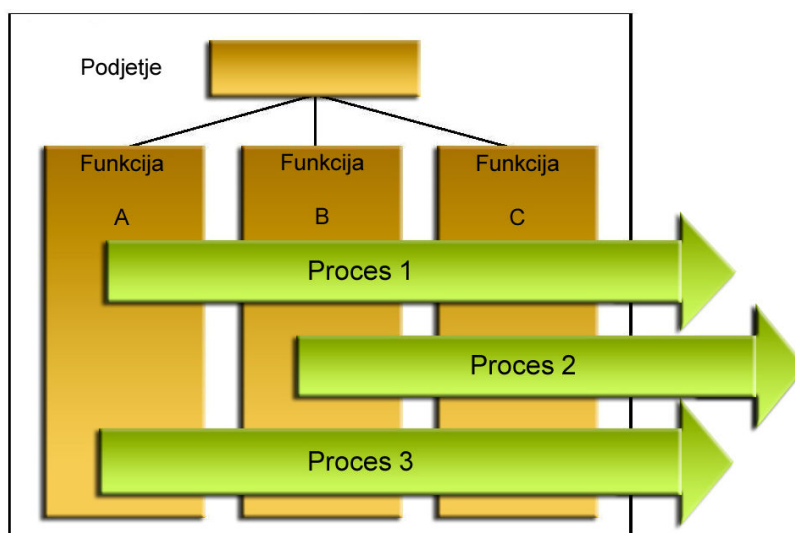 Podjetje
Funkcija
A
Funkcija
B
Funkcija
C
Proces 1
Proces 2
Proces 3